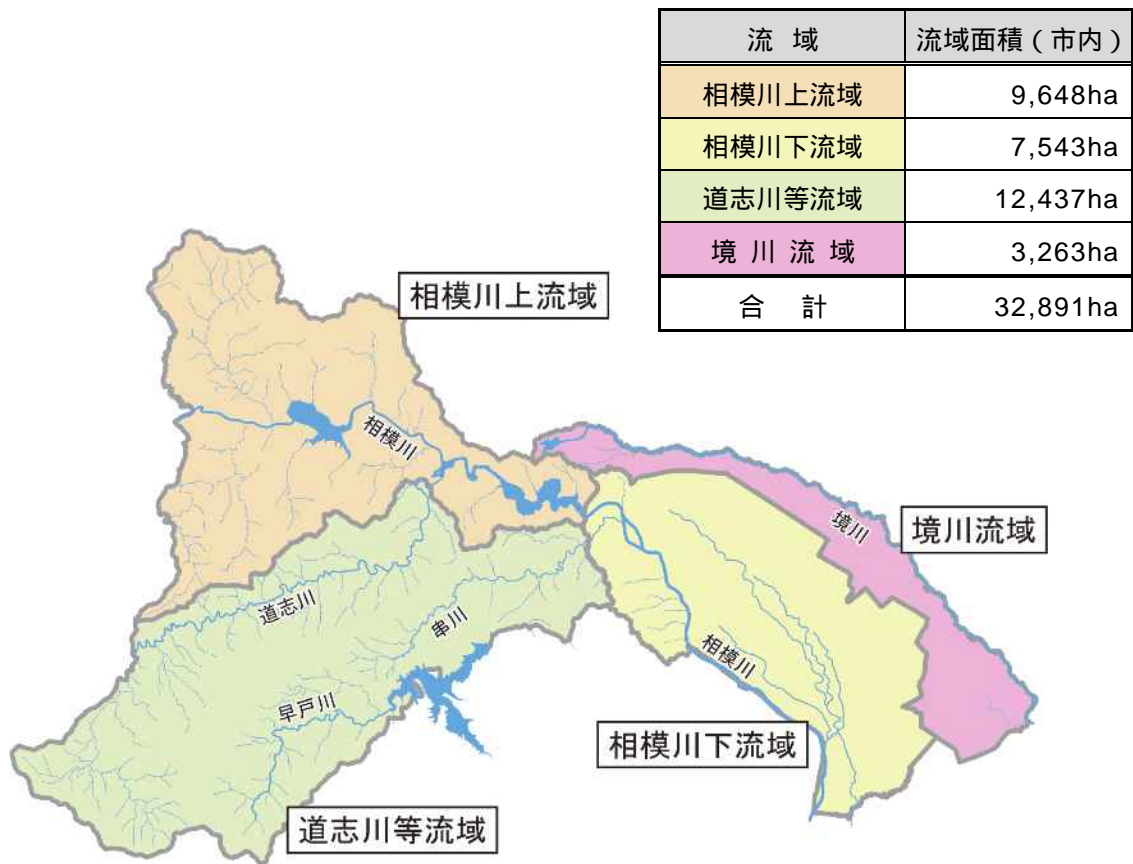 流 域 流域面積(市内)
相模川上流域 9,648ha
相模川下流域 7,543ha
道志川等流域 12,437ha
境 川 流 域 3,263ha
合 計 32,891ha
相模川上流域
相模川
境川
境川流域
道志川
串川
相模川
早戸川
相模川下流域
道志川等流域